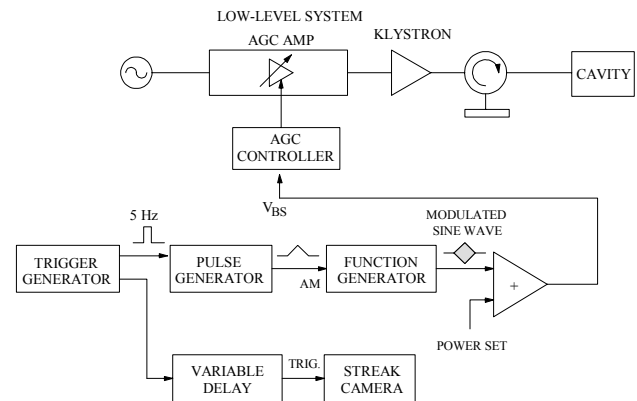 LOW-LEVEL SYSTEM
AGC AMP
KLYSTRON
CAVITY
AGC
CONTROLLER
V_BS
5 Hz
MODULATED
SINE WAVE
TRIGGER
GENERATOR
PULSE
GENERATOR
AM
FUNCTION
GENERATOR
+
POWER SET
VARIABLE
DELAY
TRIG.
STREAK
CAMERA